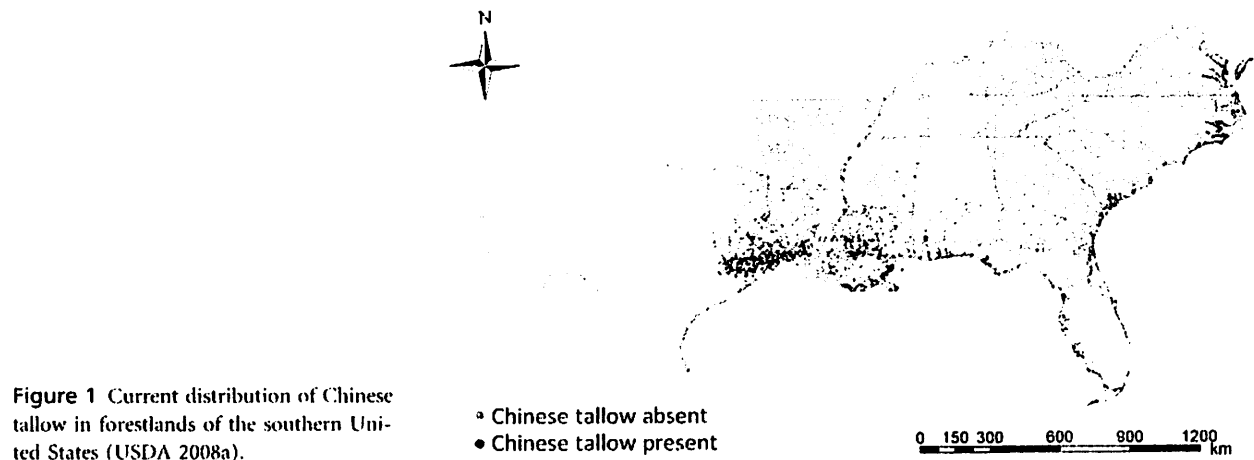 N
Figure 1 Current distribution of Chinese
tallow in forestlands of the southern Uni-
ted States (USDA 2008a).
Chinese tallow absent
Chinese tallow present
0 150 300 600 900 1200
km